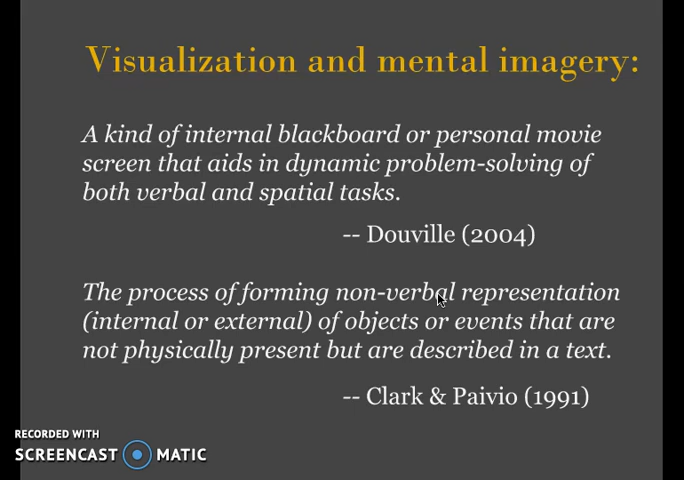 Visualization and mental imagery:
A kind of internal blackboard or personal movie
screen that aids in dynamic problem-solving of
both verbal and spatial tasks.
-- Douville (2004)
The process of forming non-verbal representation
(internal or external) of objects or events that are
not physically present but are described in a text.
-- Clark & Paivio (1991)
RECORDED WITH
SCREENCAST MATIC